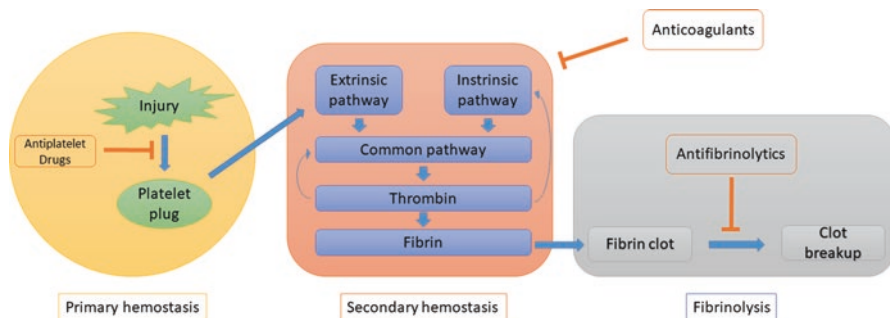 Injury
Antiplatelet
Drugs
Platelet
plug
Primary hemostasis
Anticoagulants
Extrinsic
pathway
Instrinsic
pathway
Common pathway
Thrombin
Fibrin
Secondary hemostasis
Antifibrinolytics
Fibrin clot
Clot
breakup
Fibrinolysis